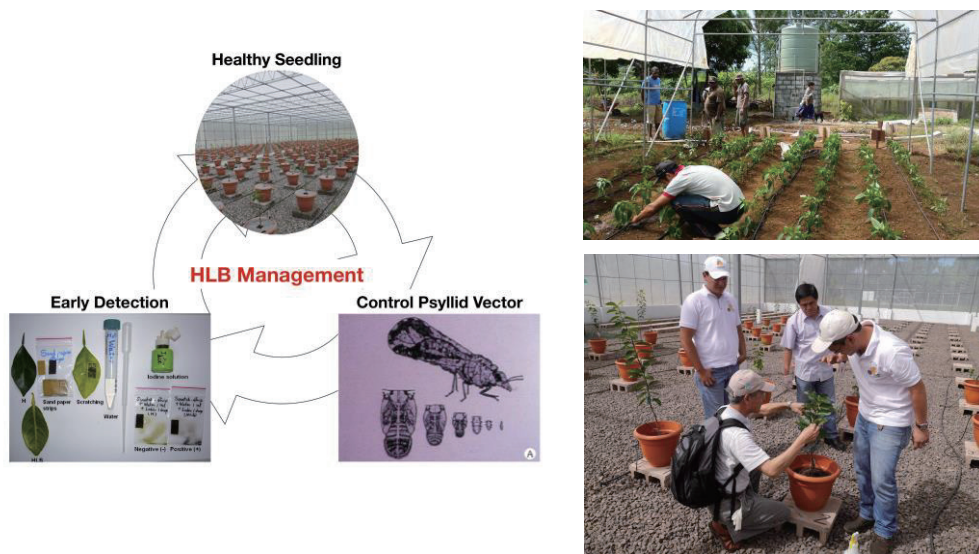 Healthy Seedling
HLB Management
Early Detection
Control Psyllid Vector
H
Sand paper
strips
Scratching
Water
Iodine solution
HLB
Negative (-)
Positive (+)
A